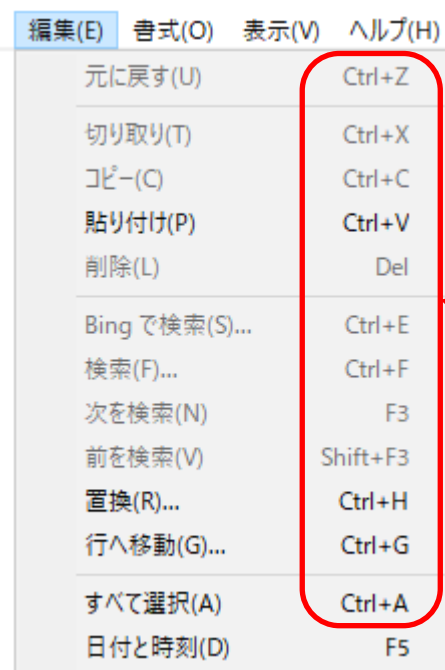 編集(E) 書式(O) 表示(V) ヘルプ(H)
元に戻す(U) Ctrl+Z
切り取り(T) Ctrl+X
コピー(C) Ctrl+C
貼り付け(P) Ctrl+V
削除(L) Del
Bing で検索(S)... Ctrl+E
検索(F)... Ctrl+F
次を検索(N) F3
前を検索(V) Shift+F3
置換(R)... Ctrl+H
行へ移動(G)... Ctrl+G
すべて選択(A) Ctrl+A
日付と時刻(D) F5